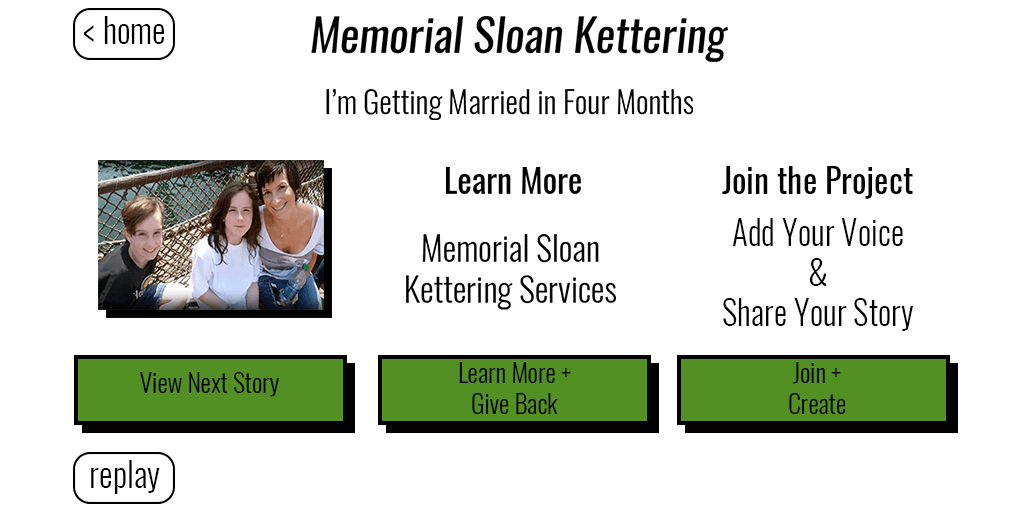 < home
Memorial Sloan Kettering
I’m Getting Married in Four Months
Learn More
Memorial Sloan
Kettering Services
Join the Project
Add Your Voice
&
Share Your Story
View Next Story
Learn More +
Give Back
Join +
Create
replay